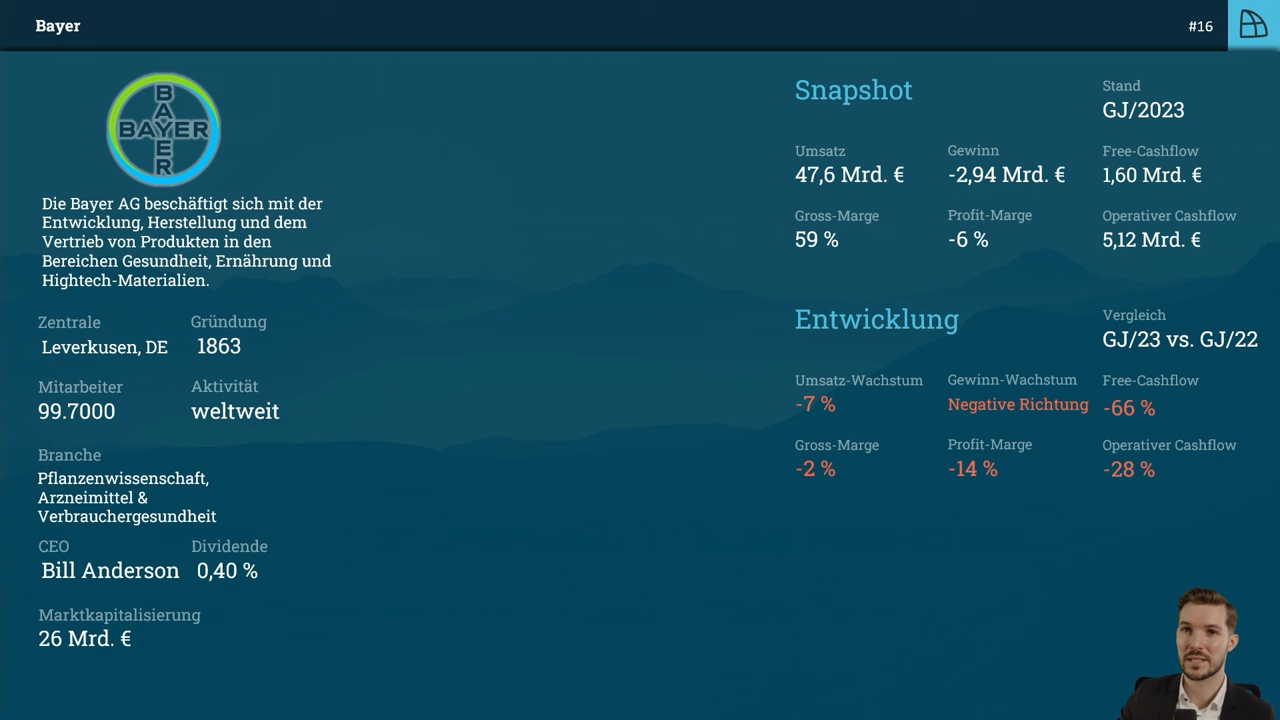 Bayer
#16
BAYER
BAYER
Die Bayer AG beschäftigt sich mit der
Entwicklung, Herstellung und dem
Vertrieb von Produkten in den
Bereichen Gesundheit, Ernährung und
Hightech-Materialien.
Zentrale
Gründung
Leverkusen, DE
1863
Mitarbeiter
Aktivität
99.7000
weltweit
Branche
Pflanzenwissenschaft,
Arzneimittel &
Verbrauchergesundheit
CEO
Dividende
Bill Anderson
0,40 %
Marktkapitalisierung
26 Mrd. €
Snapshot
Stand
GJ/2023
Umsatz
Gewinn
Free-Cashflow
47,6 Mrd. €
-2,94 Mrd. €
1,60 Mrd. €
Gross-Marge
Profit-Marge
Operativer Cashflow
59 %
-6 %
5,12 Mrd. €
Entwicklung
Vergleich
GJ/23 vs. GJ/22
Umsatz-Wachstum
Gewinn-Wachstum
Free-Cashflow
-7 %
Negative Richtung
-66 %
Gross-Marge
Profit-Marge
Operativer Cashflow
-2 %
-14 %
-28 %